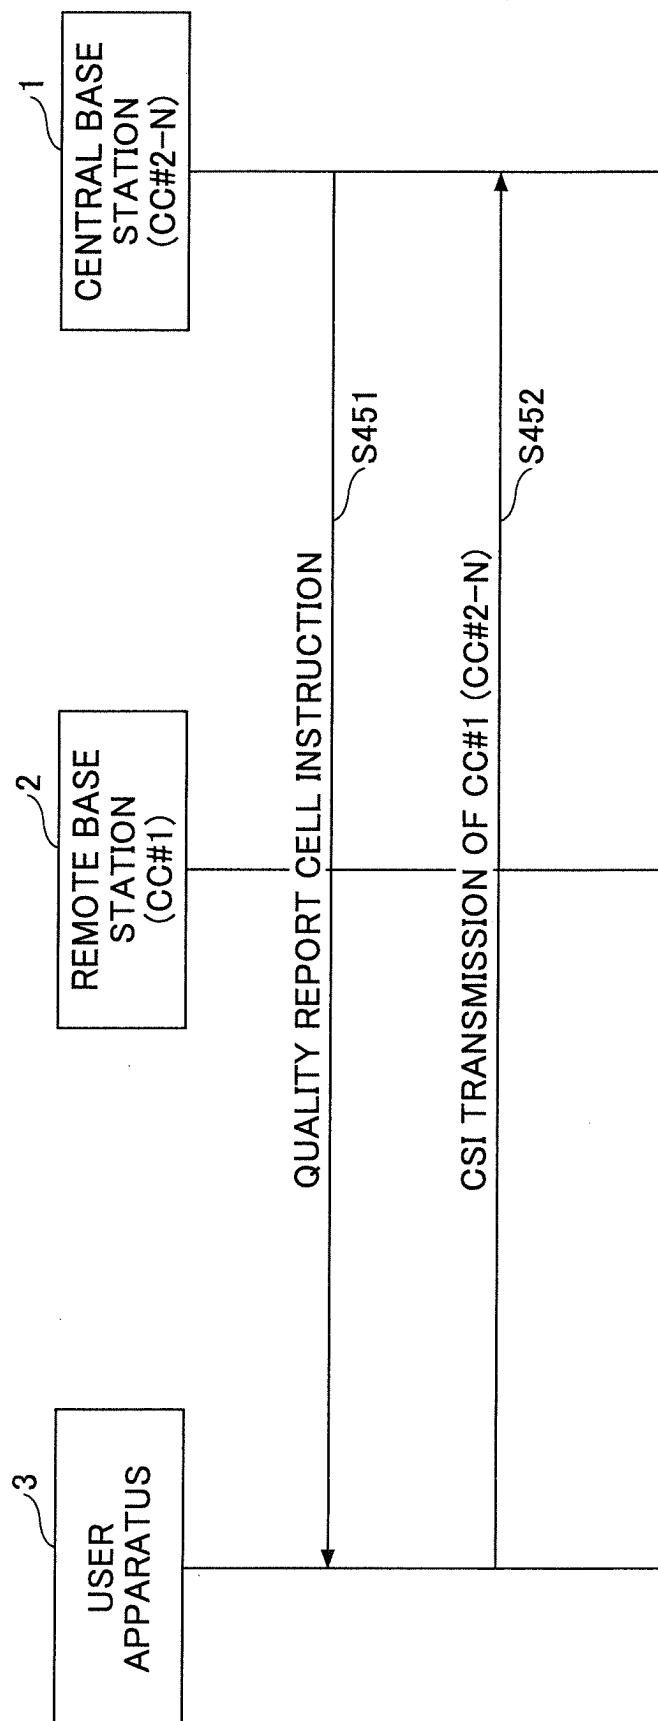 3
USER
APPARATUS
2
REMOTE BASE
STATION
(CC#1)
1
CENTRAL BASE
STATION
(CC#2-N)
QUALITY REPORT CELL INSTRUCTION
S451
CSI TRANSMISSION OF CC#1 (CC#2-N)
S452